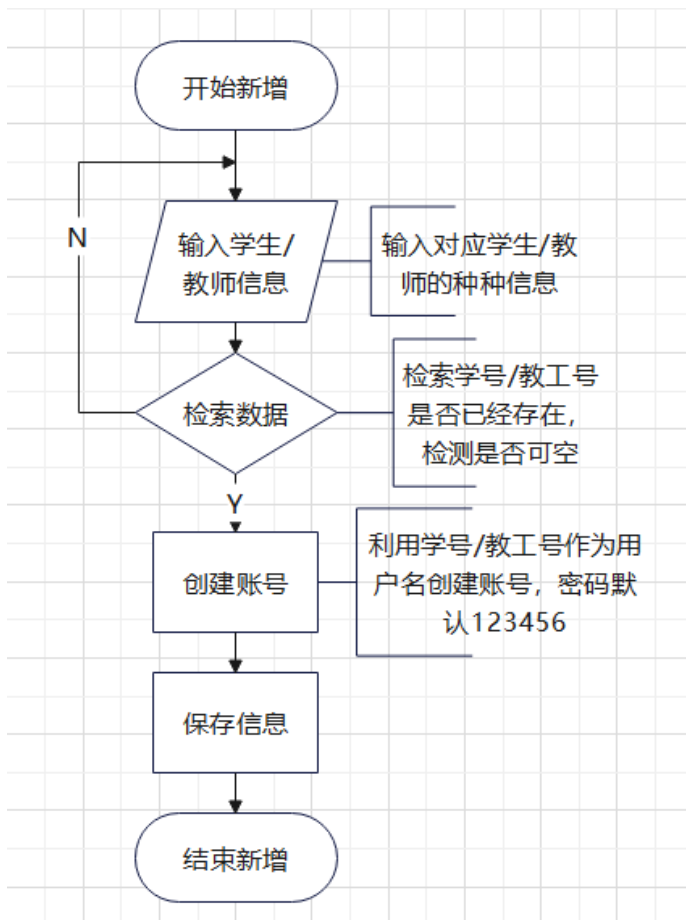 开始新增
N
输入学生/
教师信息
输入对应学生/教
师的种种信息
检索数据
检索学号/教工号
是否已经存在，
检测是否可空
Y
创建账号
利用学号/教工号作为用
户名创建账号，密码默
认123456
保存信息
结束新增